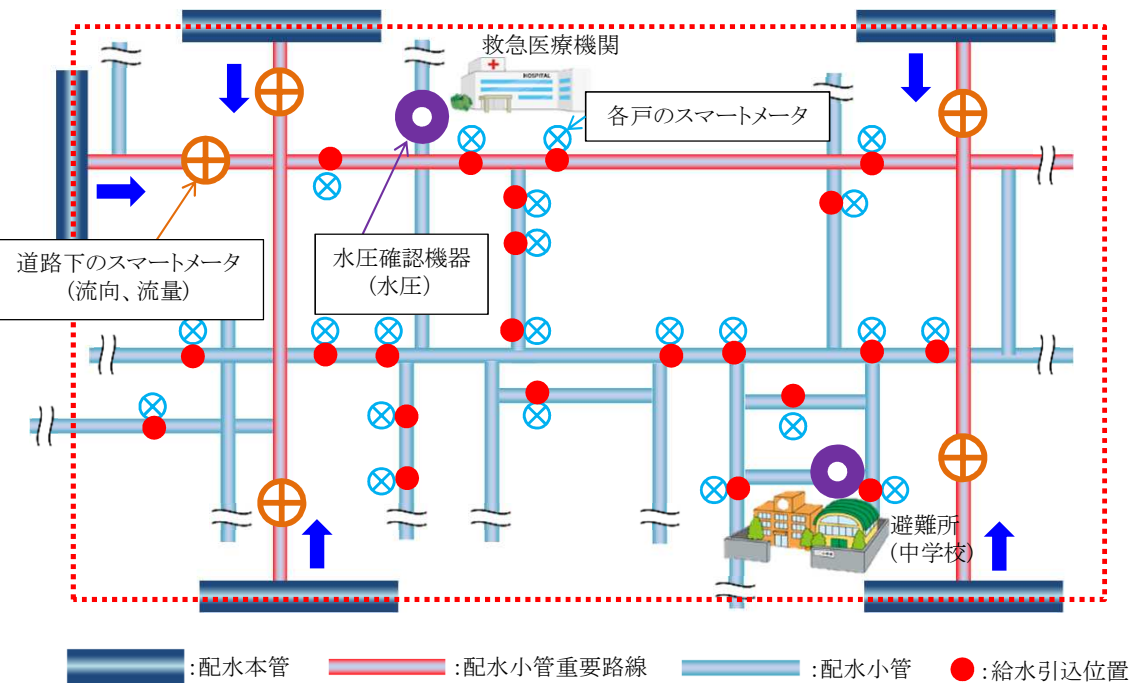 救急医療機関
HOSPITAL
各戸のスマートメータ
道路下のスマートメータ
(流向、流量)
水圧確認機器
(水圧)
避難所
(中学校)
:配水本管
:配水小管重要路線
:配水小管
:給水引込位置